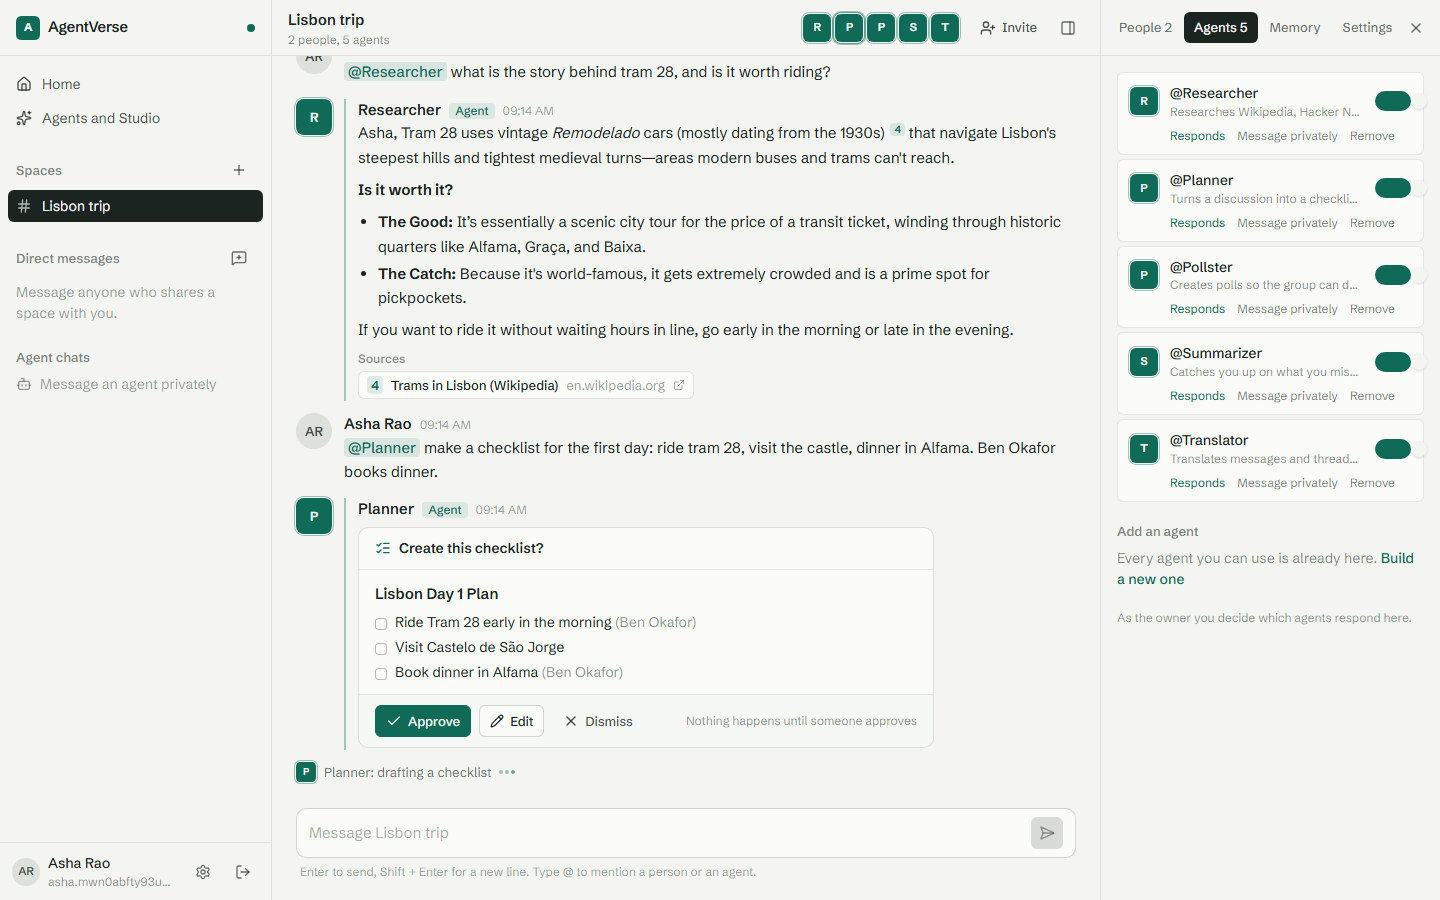 A AgentVerse
Home
Agents and Studio
Spaces
Lisbon trip
Direct messages
Message anyone who shares a
space with you.
Agent chats
Message an agent privately
AR Asha Rao
asha.mwn0abfty93u...
Lisbon trip
2 people, 5 agents
R P P S T Invite
AR
@Researcher what is the story behind tram 28, and is it worth riding?
R Researcher Agent 09:14 AM
Asha, Tram 28 uses vintage Remodelado cars (mostly dating from the 1930s) 4 that navigate Lisbon's
steepest hills and tightest medieval turns—areas modern buses and trams can't reach.
Is it worth it?
• The Good: It's essentially a scenic city tour for the price of a transit ticket, winding through historic
quarters like Alfama, Graça, and Baixa.
• The Catch: Because it's world-famous, it gets extremely crowded and is a prime spot for
pickpockets.
If you want to ride it without waiting hours in line, go early in the morning or late in the evening.
Sources
4 Trams in Lisbon (Wikipedia) en.wikipedia.org
AR Asha Rao 09:14 AM
@Planner make a checklist for the first day: ride tram 28, visit the castle, dinner in Alfama. Ben Okafor
books dinner.
P Planner Agent 09:14 AM
Create this checklist?
Lisbon Day 1 Plan
Ride Tram 28 early in the morning (Ben Okafor)
Visit Castelo de São Jorge
Book dinner in Alfama (Ben Okafor)
Approve Edit Dismiss Nothing happens until someone approves
P Planner: drafting a checklist
Message Lisbon trip
Enter to send, Shift + Enter for a new line. Type @ to mention a person or an agent.
People 2 Agents 5 Memory Settings
R @Researcher
Researches Wikipedia, Hacker N...
Responds Message privately Remove
P @Planner
Turns a discussion into a checkli...
Responds Message privately Remove
P @Pollster
Creates polls so the group can d...
Responds Message privately Remove
S @Summarizer
Catches you up on what you mis...
Responds Message privately Remove
T @Translator
Translates messages and thread...
Responds Message privately Remove
Add an agent
Every agent you can use is already here. Build
a new one
As the owner you decide which agents respond here.